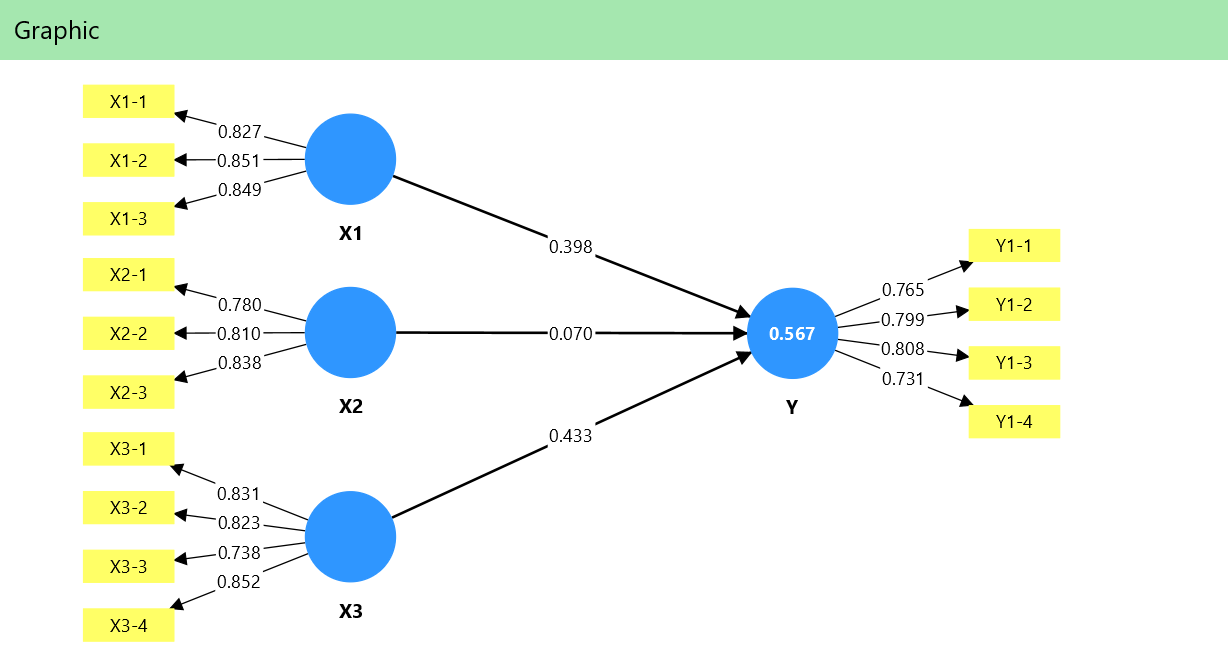 Graphic
X1-1
0.827
X1-2
0.851
X1-3
0.849
X1
X2-1
0.780
X2-2
0.810
X2-3
0.838
X2
X3-1
0.831
X3-2
0.823
X3-3
0.738
X3-4
0.852
X3
0.398
0.070
0.433
0.567
Y
0.765
Y1-1
0.799
Y1-2
0.808
Y1-3
0.731
Y1-4